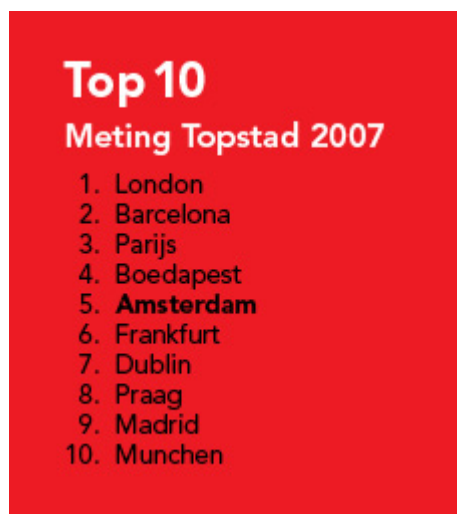 Top 10
Meting Topstad 2007
1. London
2. Barcelona
3. Parijs
4. Boedapest
5. Amsterdam
6. Frankfurt
7. Dublin
8. Praag
9. Madrid
10. Munchen